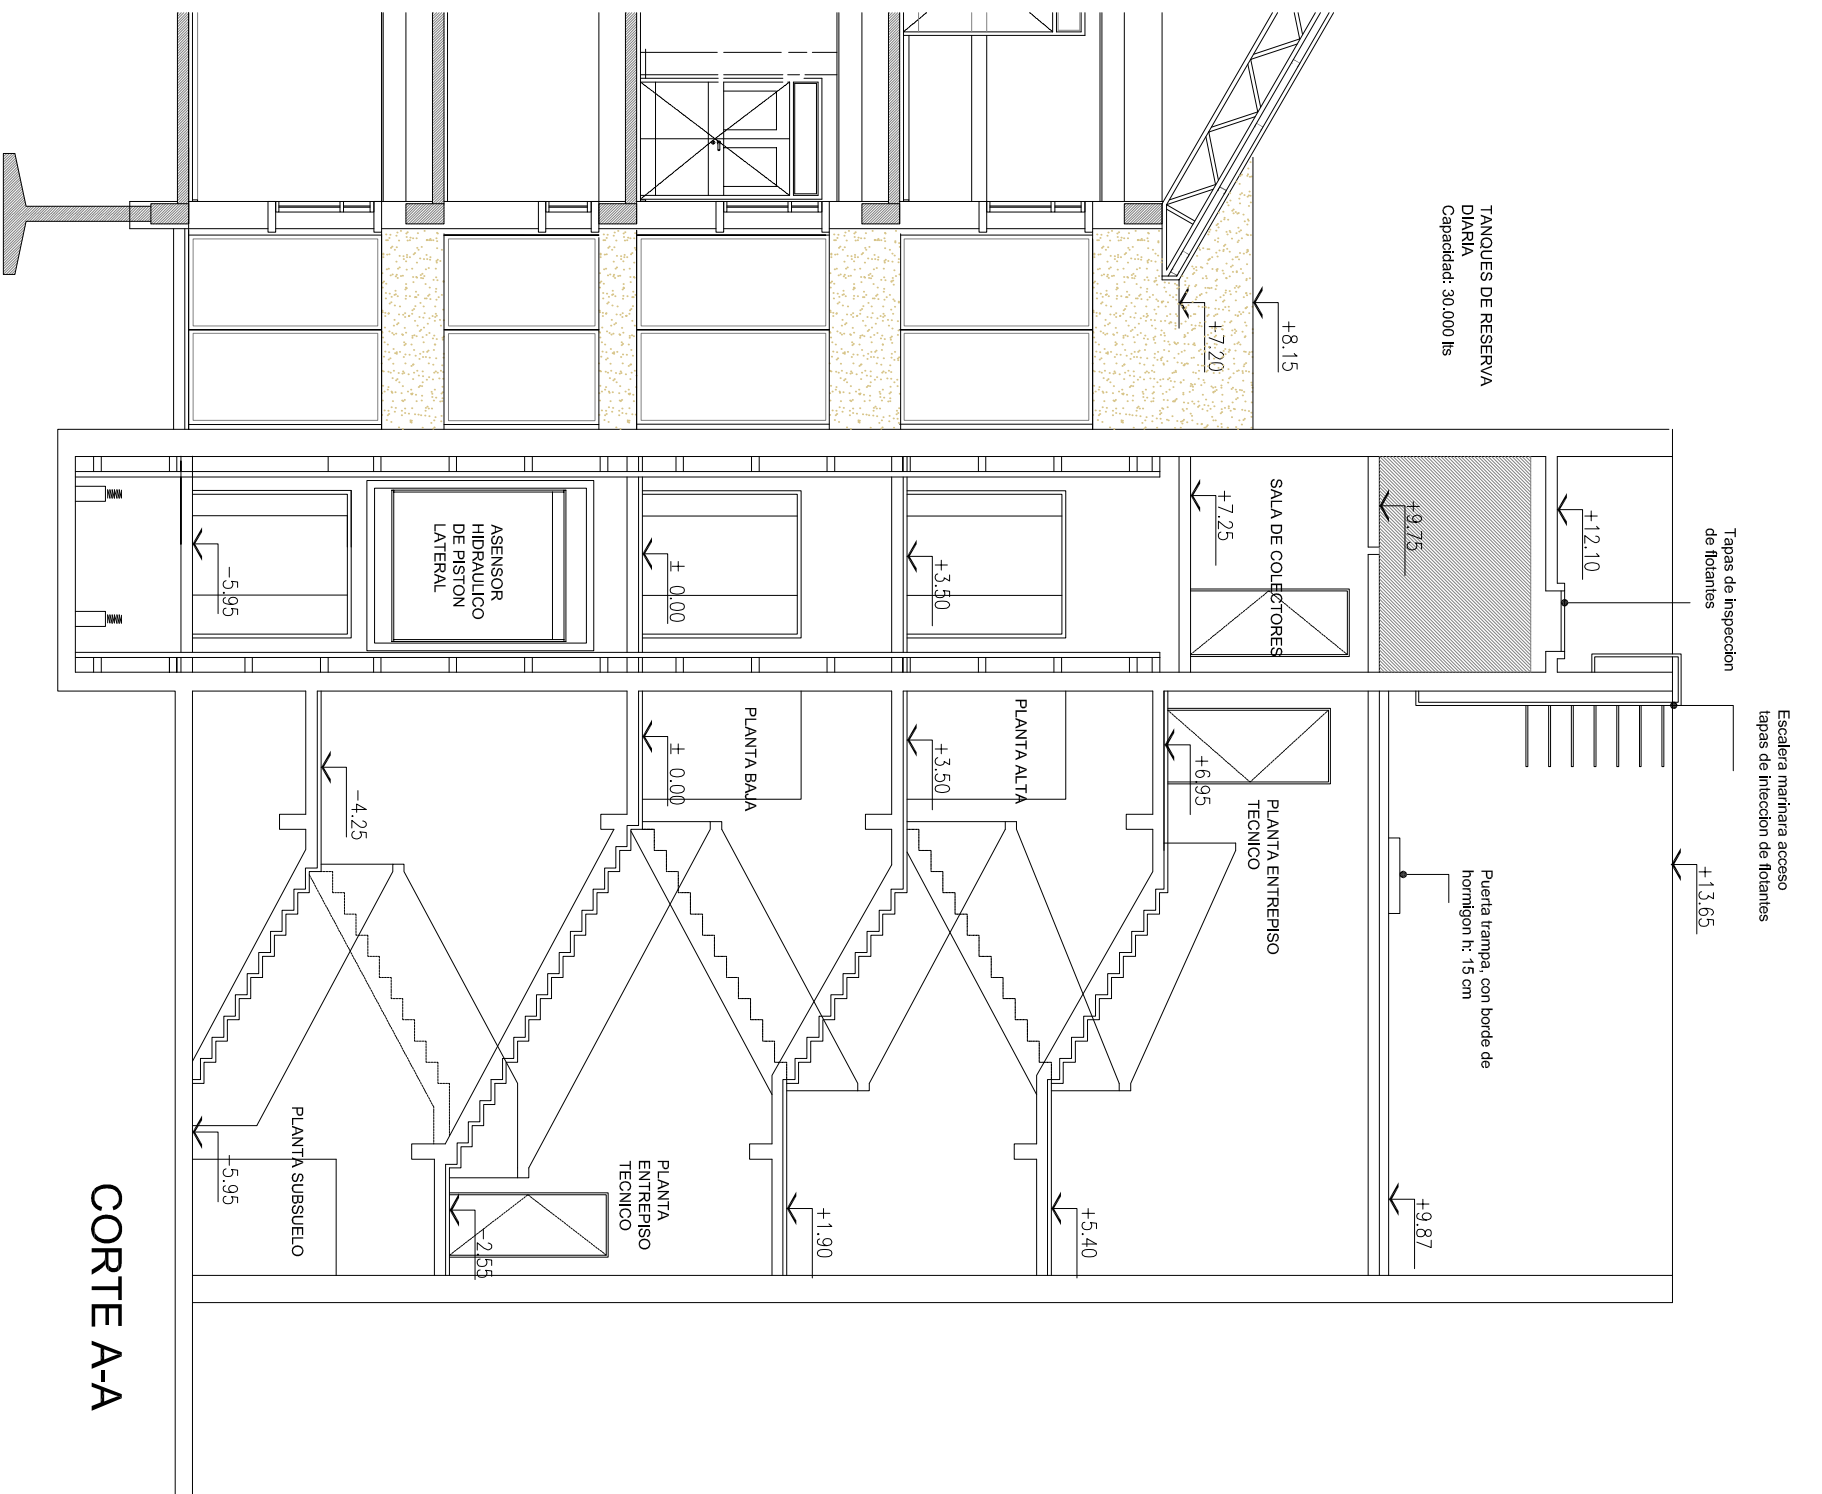 Escalera marinara acceso
tapas de inteccion de flotantes
Tapas de inspeccion
de flotantes
+13.65
+12.10
TANQUES DE RESERVA
DIARIA
Capacidad: 30.000 lts
Puerta trampa, con borde de
hormigon h: 15 cm
+9.75
+9.87
+8.15
+7.20
SALA DE COLECTORES
+7.25
PLANTA ENTREPISO
TECNICO
+6.95
+5.40
PLANTA ALTA
+3.50
+3.50
+1.90
PLANTA BAJA
± 0.00
± 0.00
PLANTA
ENTREPISO
TECNICO
-2.55
ASENSOR
HIDRAULICO
DE PISTON
LATERAL
-4.25
PLANTA SUBSUELO
-5.95
-5.95
CORTE A-A